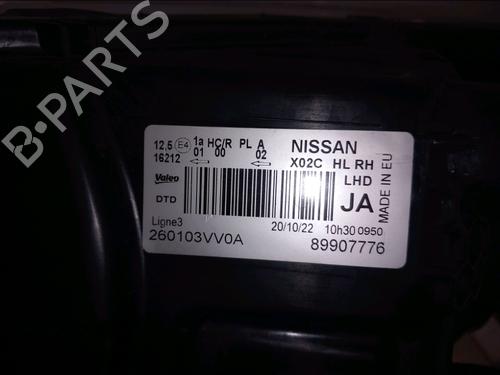 B-PARTS
12,5 E4 1a HC/R PL A
16212 01 00 02
NISSAN
X02C HL RH
LHD
Valeo
DTD
JA
MADE IN EU
Ligne3
20/10/22 10h30 0950
260103VV0A
89907776